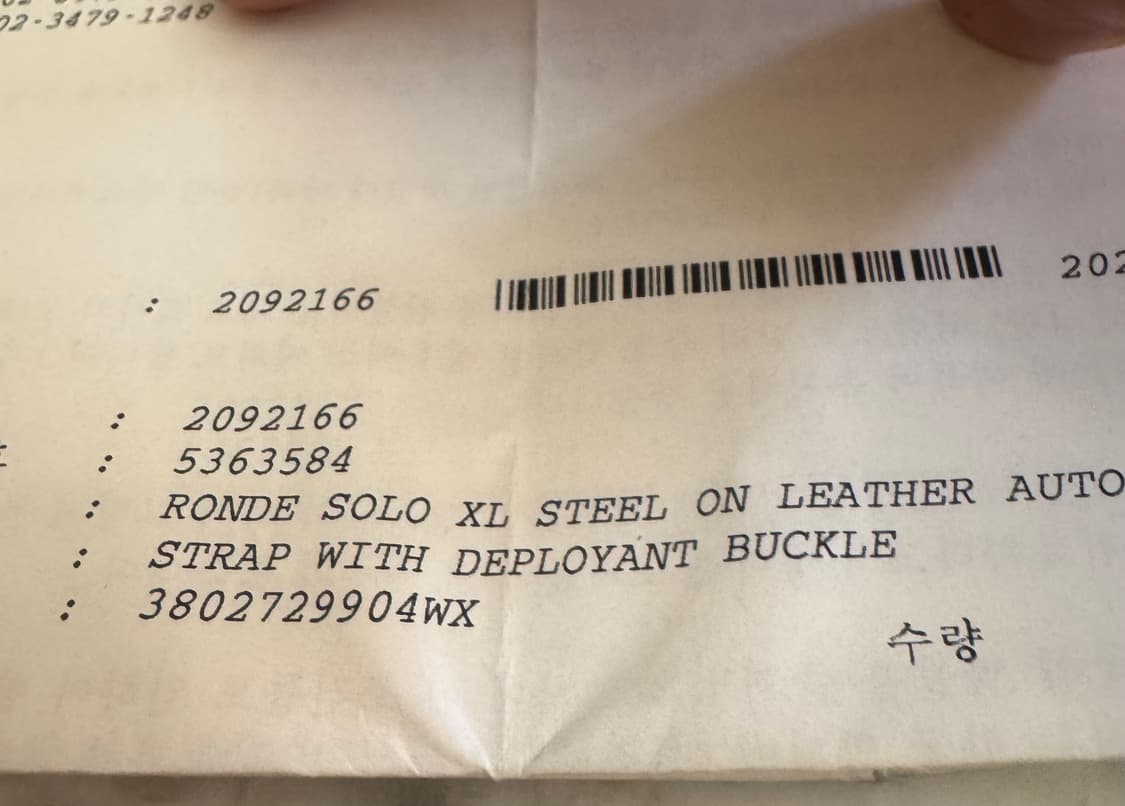 02-3479-1248
: 2092166 202
: 2092166
: 5363584
: RONDE SOLO XL STEEL ON LEATHER AUTO
: STRAP WITH DEPLOYANT BUCKLE
: 3802729904WX
수량